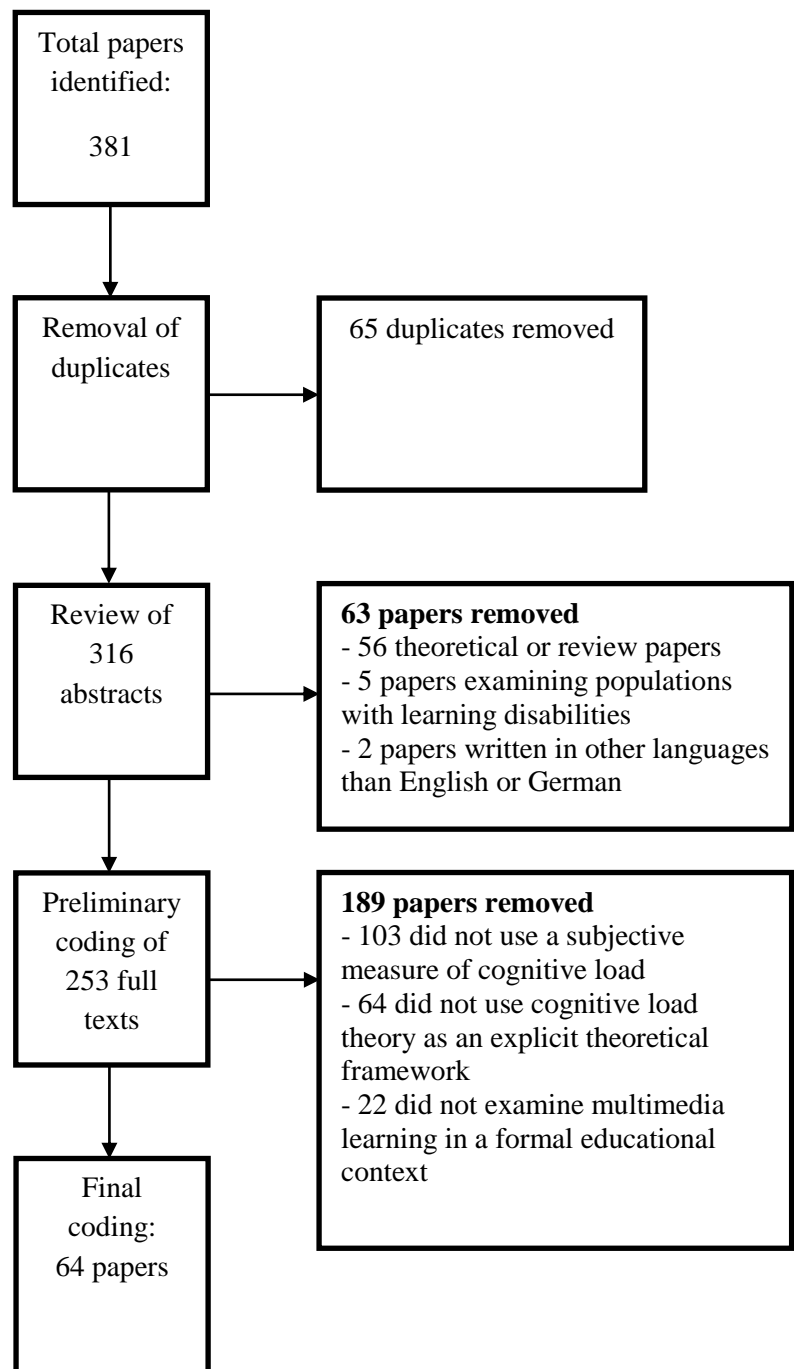 Total papers
identified:
381
Removal of
duplicates
65 duplicates removed
Review of
316
abstracts
63 papers removed
- 56 theoretical or review papers
- 5 papers examining populations
with learning disabilities
- 2 papers written in other languages
than English or German
Preliminary
coding of
253 full
texts
189 papers removed
- 103 did not use a subjective
measure of cognitive load
- 64 did not use cognitive load
theory as an explicit theoretical
framework
- 22 did not examine multimedia
learning in a formal educational
context
Final
coding:
64 papers